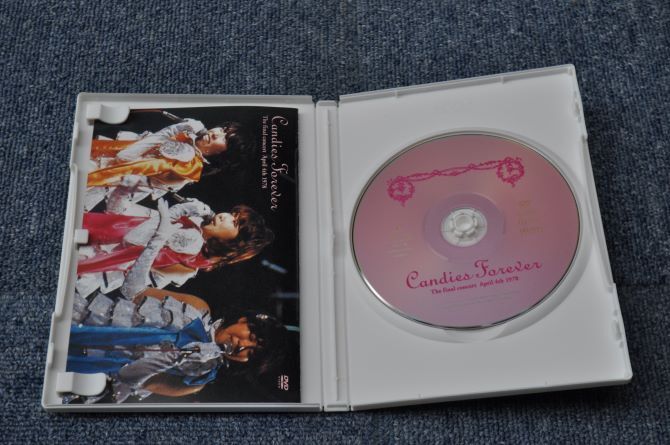 Candies Forever
The final concert April 4th 1978
DVD
Candies Forever
The final concert April 4th 1978